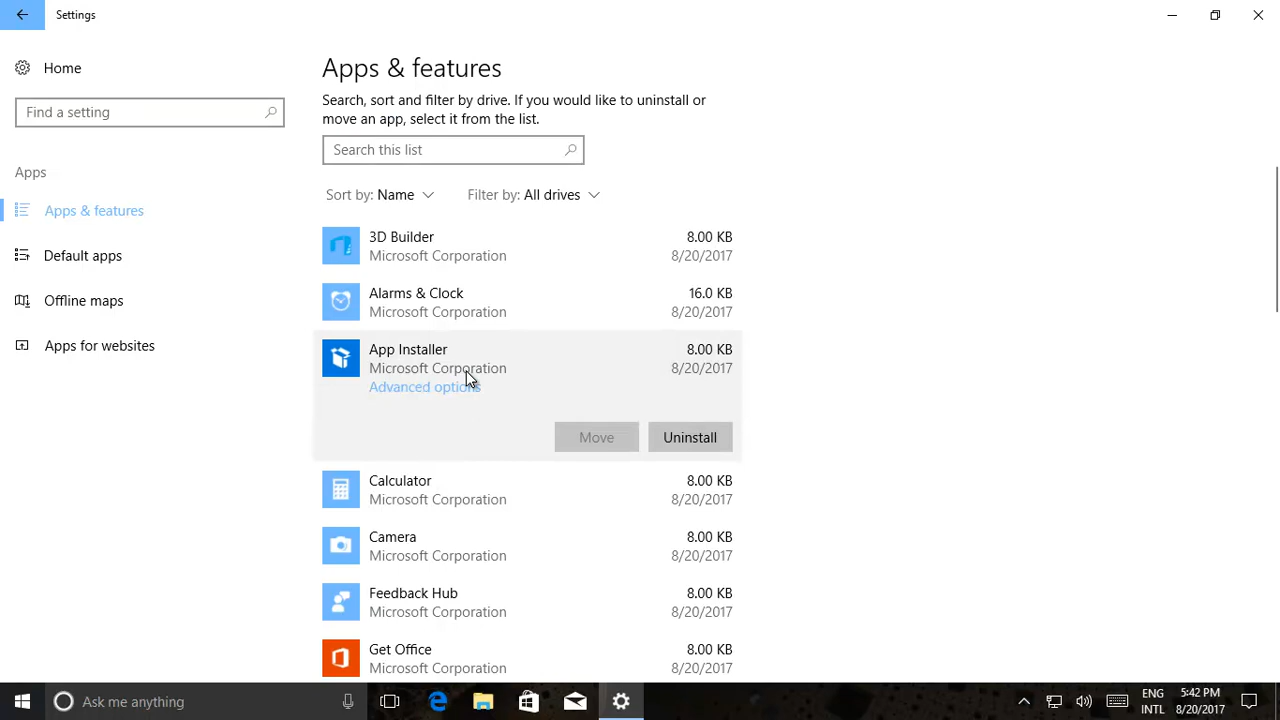 Settings
Home
Find a setting
Apps
Apps & features
Default apps
Offline maps
Apps for websites
Apps & features
Search, sort and filter by drive. If you would like to uninstall or
move an app, select it from the list.
Search this list
Sort by: Name
Filter by: All drives
3D Builder 8.00 KB
Microsoft Corporation 8/20/2017
Alarms & Clock 16.0 KB
Microsoft Corporation 8/20/2017
App Installer 8.00 KB
Microsoft Corporation 8/20/2017
Advanced options
Move Uninstall
Calculator 8.00 KB
Microsoft Corporation 8/20/2017
Camera 8.00 KB
Microsoft Corporation 8/20/2017
Feedback Hub 8.00 KB
Microsoft Corporation 8/20/2017
Get Office 8.00 KB
Microsoft Corporation 8/20/2017
Ask me anything
ENG 5:42 PM
INTL 8/20/2017